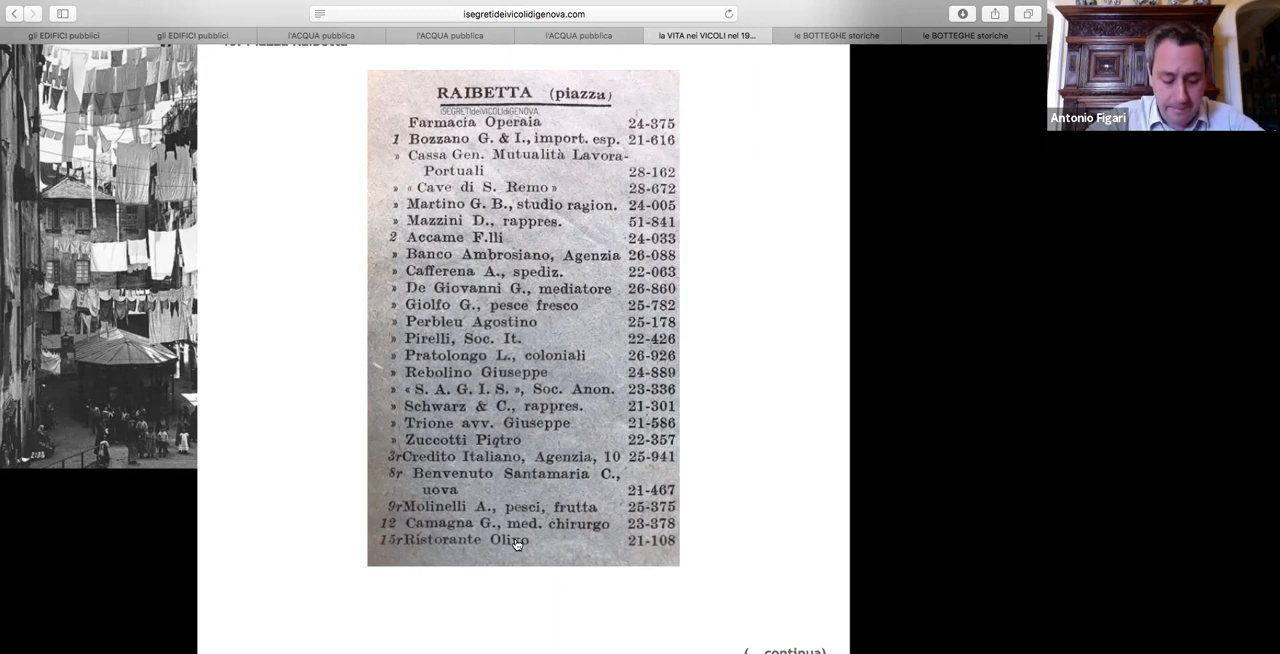 isegretideivicolidigenova.com
gli EDIFICI pubblici
gli EDIFICI pubblici
l'ACQUA pubblica
l'ACQUA pubblica
l'ACQUA pubblica
la VITA nei VICOLI nel 19...
le BOTTEGHE storiche
le BOTTEGHE storiche
Antonio Figari
RAIBETTA (piazza)
iSEGRETIdeiVICOLIdiGENOVA
Farmacia Operaia 24-375
1 Bozzano G. & I., import. esp. 21-616
» Cassa Gen. Mutualità Lavora-
Portuali 28-162
» « Cave di S. Remo » 28-672
» Martino G. B., studio ragion. 24-005
» Mazzini D., rappres. 51-841
2 Accame F.lli 24-033
» Banco Ambrosiano, Agenzia 26-088
» Cafferena A., spediz. 22-063
» De Giovanni G., mediatore 26-860
» Giolfo G., pesce fresco 25-782
» Perbleu Agostino 25-178
» Pirelli, Soc. It. 22-426
» Pratolongo L., coloniali 26-926
» Rebolino Giuseppe 24-889
» « S. A. G. I. S. », Soc. Anon. 23-336
» Schwarz & C., rappres. 21-301
» Trione avv. Giuseppe 21-586
» Zuccotti Pietro 22-357
3r Credito Italiano, Agenzia, 10 25-941
8r Benvenuto Santamaria C.,
uova 21-467
9r Molinelli A., pesci, frutta 25-375
12 Camagna G., med. chirurgo 23-378
15r Ristorante 21-108
(... continua)